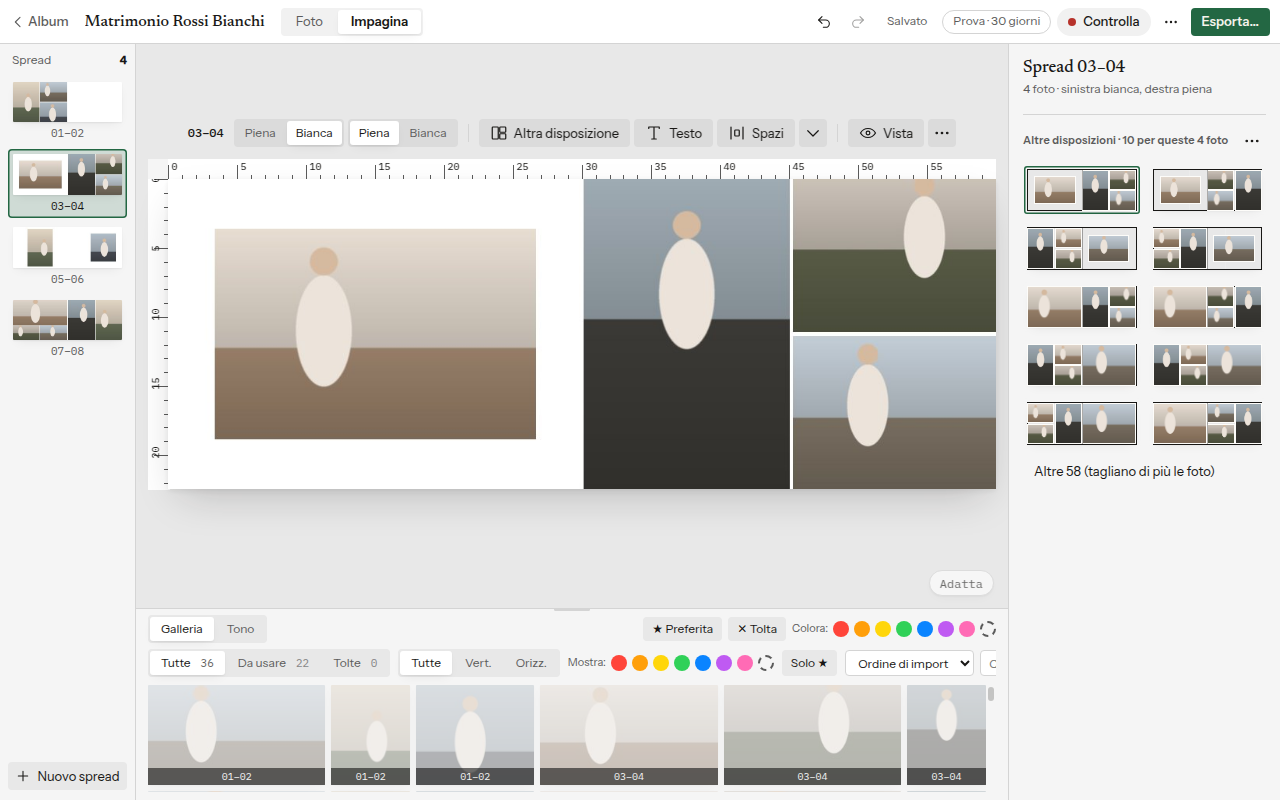 Album Matrimonio Rossi Bianchi Foto Impagina Salvato Prova · 30 giorni Controlla Esporta...
Spread 4
01–02
03–04
05–06
07–08
Nuovo spread
03–04 Piena Bianca Piena Bianca Altra disposizione Testo Spazi Vista
0 5 10 15 20 25 30 35 40 45 50 55
0
5
10
15
20
Adatta
Galleria Tono ★ Preferita ✕ Tolta Colora:
Tutte 36 Da usare 22 Tolte 0 Tutte Vert. Orizz. Mostra: Solo ★ Ordine di import
01–02 01–02 01–02 03–04 03–04 03–04
Spread 03–04
4 foto · sinistra bianca, destra piena
Altre disposizioni · 10 per queste 4 foto
Altre 58 (tagliano di più le foto)